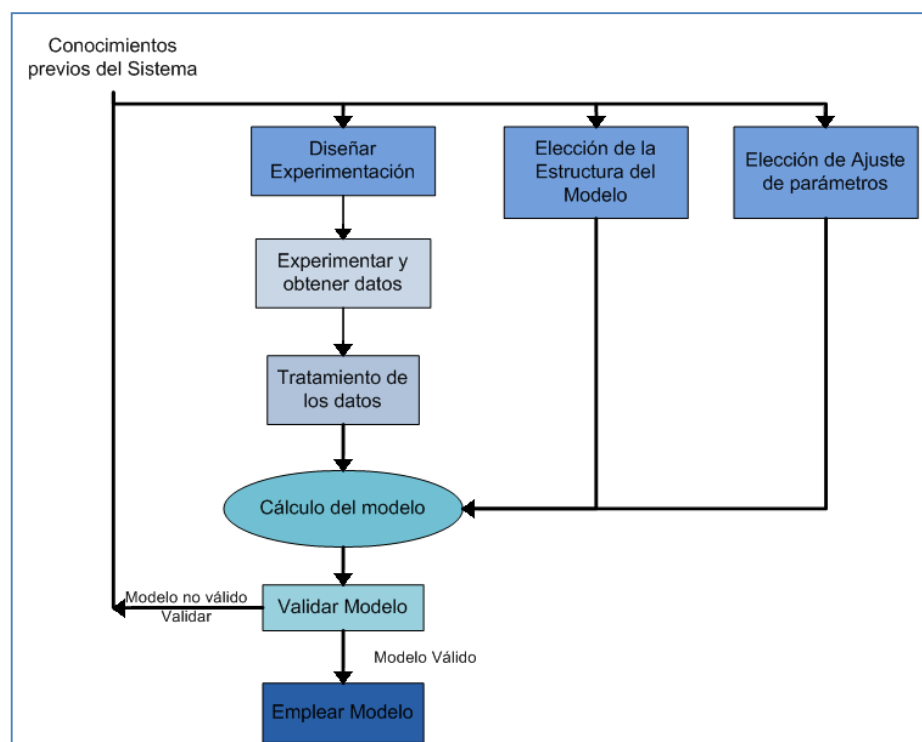 Conocimientos
previos del Sistema
Diseñar
Experimentación
Elección de la
Estructura del
Modelo
Elección de Ajuste
de parámetros
Experimentar y
obtener datos
Tratamiento de
los datos
Cálculo del modelo
Modelo no válido
Validar
Validar Modelo
Modelo Válido
Emplear Modelo